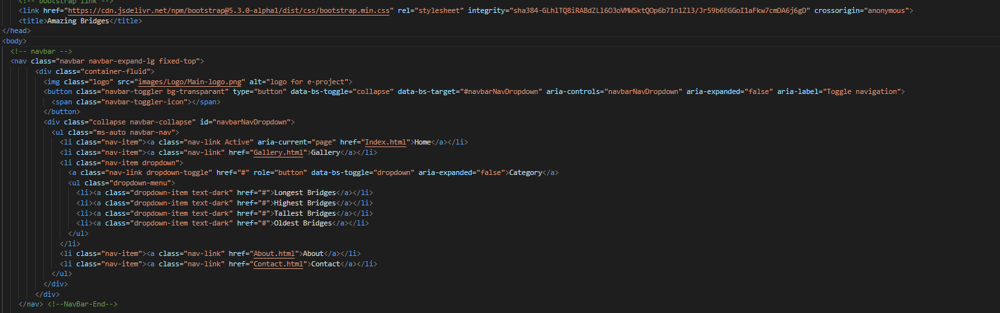 <!-- bootstrap link -->
<link href="https://cdn.jsdelivr.net/npm/bootstrap@5.3.0-alpha1/dist/css/bootstrap.min.css" rel="stylesheet" integrity="sha384-GLhlTQ8iRABdZLl6O3oVMWSktQOp6b7In1Zl3/Jr59b6EGGoI1aFkw7cmDA6j6gD" crossorigin="anonymous">
<title>Amazing Bridges</title>
</head>
<body>
<!-- navbar -->
<nav class="navbar navbar-expand-lg fixed-top">
<div class="container-fluid">
<img class="logo" src="images/Logo/Main-logo.png" alt="logo for e-project">
<button class="navbar-toggler bg-transparant" type="button" data-bs-toggle="collapse" data-bs-target="#navbarNavDropdown" aria-controls="navbarNavDropdown" aria-expanded="false" aria-label="Toggle navigation">
<span class="navbar-toggler-icon"></span>
</button>
<div class="collapse navbar-collapse" id="navbarNavDropdown">
<ul class="ms-auto navbar-nav">
<li class="nav-item"><a class="nav-link Active" aria-current="page" href="Index.html">Home</a></li>
<li class="nav-item"><a class="nav-link" href="Gallery.html">Gallery</a></li>
<li class="nav-item dropdown">
<a class="nav-link dropdown-toggle" href="#" role="button" data-bs-toggle="dropdown" aria-expanded="false">Category</a>
<ul class="dropdown-menu">
<li><a class="dropdown-item text-dark" href="#">Longest Bridges</a></li>
<li><a class="dropdown-item text-dark" href="#">Highest Bridges</a></li>
<li><a class="dropdown-item text-dark" href="#">Tallest Bridges</a></li>
<li><a class="dropdown-item text-dark" href="#">Oldest Bridges</a></li>
</ul>
</li>
<li class="nav-item"><a class="nav-link" href="About.html">About</a></li>
<li class="nav-item"><a class="nav-link" href="Contact.html">Contact</a></li>
</ul>
</div>
</div>
</nav> <!--NavBar-End-->